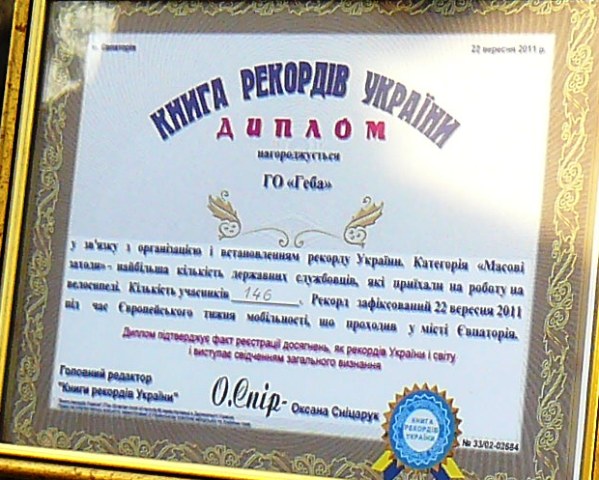 м. Євпаторія
22 вересня 2011 р.
КНИГА РЕКОРДІВ УКРАЇНИ
ДИПЛОМ
нагороджується
ГО «Геба»
у зв'язку з організацією і встановленням рекорду України. Категорія «Масові
заходи» - найбільша кількість державних службовців, які приїхали на роботу на
велосипеді. Кількість учасників 146. Рекорд зафіксований 22 вересня 2011
під час Європейського тижня мобільності, що проходив у місті Євпаторія.
Диплом підтверджує факт реєстрації досягнень, як рекордів України і світу
і виступає свідченням загального визнання
Головний редактор
"Книги рекордів України"
О.Спір- Оксана Сніцарук
КНИГА
РЕКОРДІВ
УКРАЇНИ
№ 33/02-02684